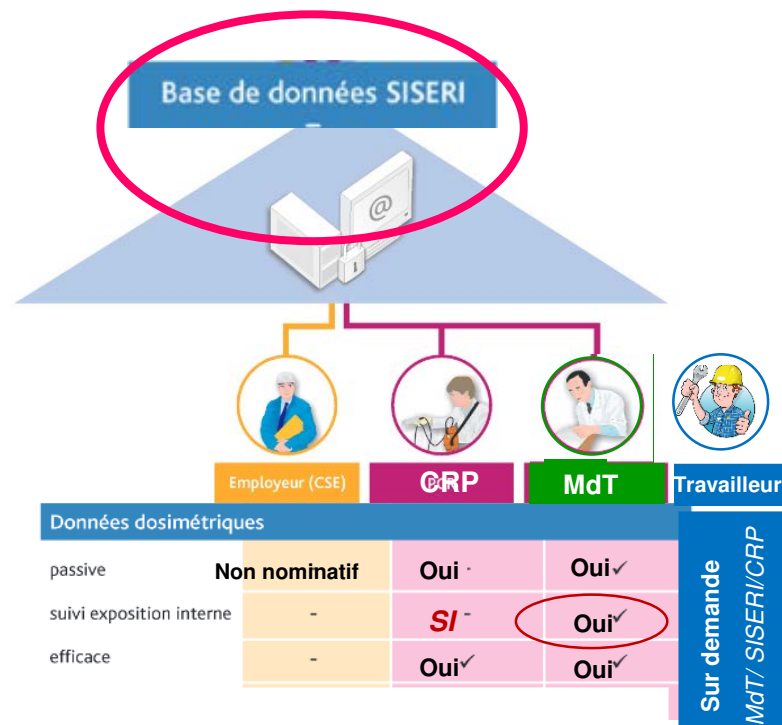 Base de données SISERI
@
Employeur (CSE) CRP MdT Travailleur
Données dosimétriques
passive Non nominatif Oui - Oui✓
suivi exposition interne - SI - Oui✓
efficace - Oui✓ Oui✓
Sur demande
MdT/ SISERI/CRP